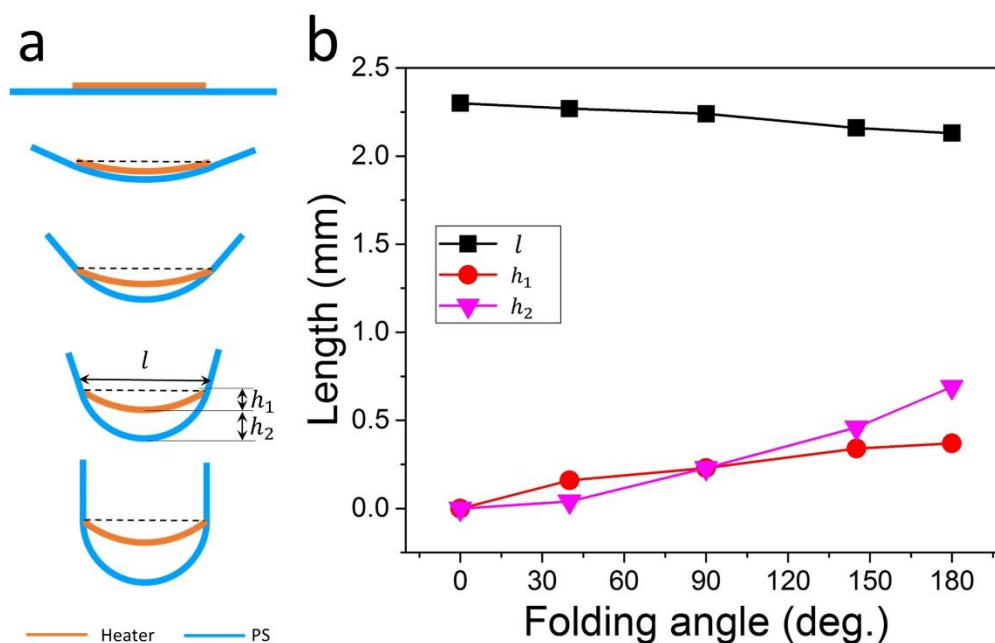 a
l
h₁
h₂
Heater
PS
b
Length (mm)
2.5
2.0
1.5
1.0
0.5
0.0
l
h₁
h₂
0 30 60 90 120 150 180
Folding angle (deg.)